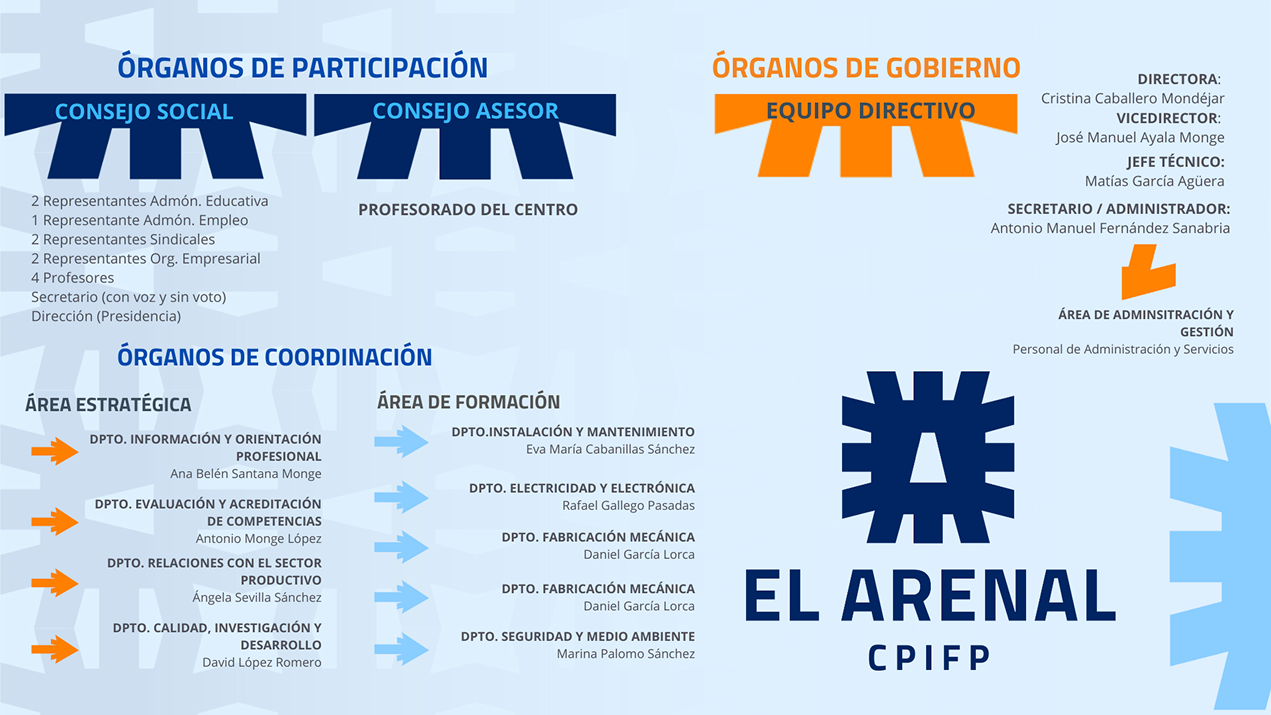 ÓRGANOS DE PARTICIPACIÓN
CONSEJO SOCIAL
2 Representantes Admón. Educativa
1 Representante Admón. Empleo
2 Representantes Sindicales
2 Representantes Org. Empresarial
4 Profesores
Secretario (con voz y sin voto)
Dirección (Presidencia)
CONSEJO ASESOR
PROFESORADO DEL CENTRO
ÓRGANOS DE GOBIERNO
EQUIPO DIRECTIVO
DIRECTORA:
Cristina Caballero Mondéjar
VICEDIRECTOR:
José Manuel Ayala Monge
JEFE TÉCNICO:
Matías García Agüera
SECRETARIO / ADMINISTRADOR:
Antonio Manuel Fernández Sanabria
ÁREA DE ADMINSITRACIÓN Y
GESTIÓN
Personal de Administración y Servicios
ÓRGANOS DE COORDINACIÓN
ÁREA ESTRATÉGICA
DPTO. INFORMACIÓN Y ORIENTACIÓN
PROFESIONAL
Ana Belén Santana Monge
DPTO. EVALUACIÓN Y ACREDITACIÓN
DE COMPETENCIAS
Antonio Monge López
DPTO. RELACIONES CON EL SECTOR
PRODUCTIVO
Ángela Sevilla Sánchez
DPTO. CALIDAD, INVESTIGACIÓN Y
DESARROLLO
David López Romero
ÁREA DE FORMACIÓN
DPTO.INSTALACIÓN Y MANTENIMIENTO
Eva María Cabanillas Sánchez
DPTO. ELECTRICIDAD Y ELECTRÓNICA
Rafael Gallego Pasadas
DPTO. FABRICACIÓN MECÁNICA
Daniel García Lorca
DPTO. FABRICACIÓN MECÁNICA
Daniel García Lorca
DPTO. SEGURIDAD Y MEDIO AMBIENTE
Marina Palomo Sánchez
EL ARENAL
CPIFP